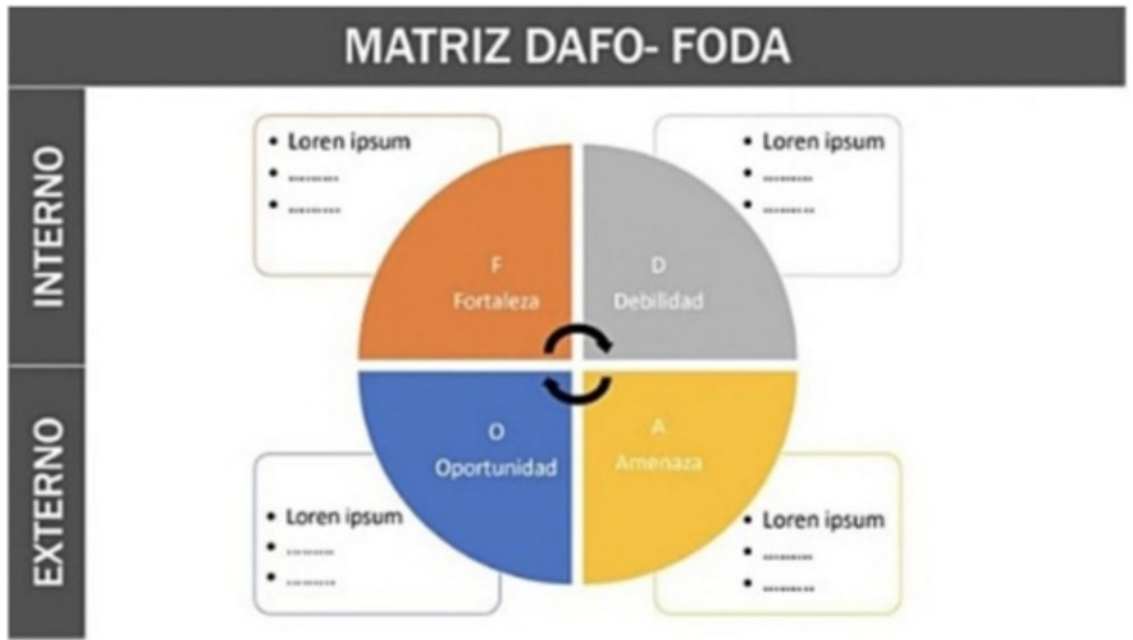 MATRIZ DAFO- FODA
INTERNO
• Loren ipsum
• .........
• .........
• Loren ipsum
• .........
• .........
F
Fortaleza
D
Debilidad
EXTERNO
O
Oportunidad
A
Amenaza
• Loren ipsum
• .........
• .........
• Loren ipsum
• .........
• .........